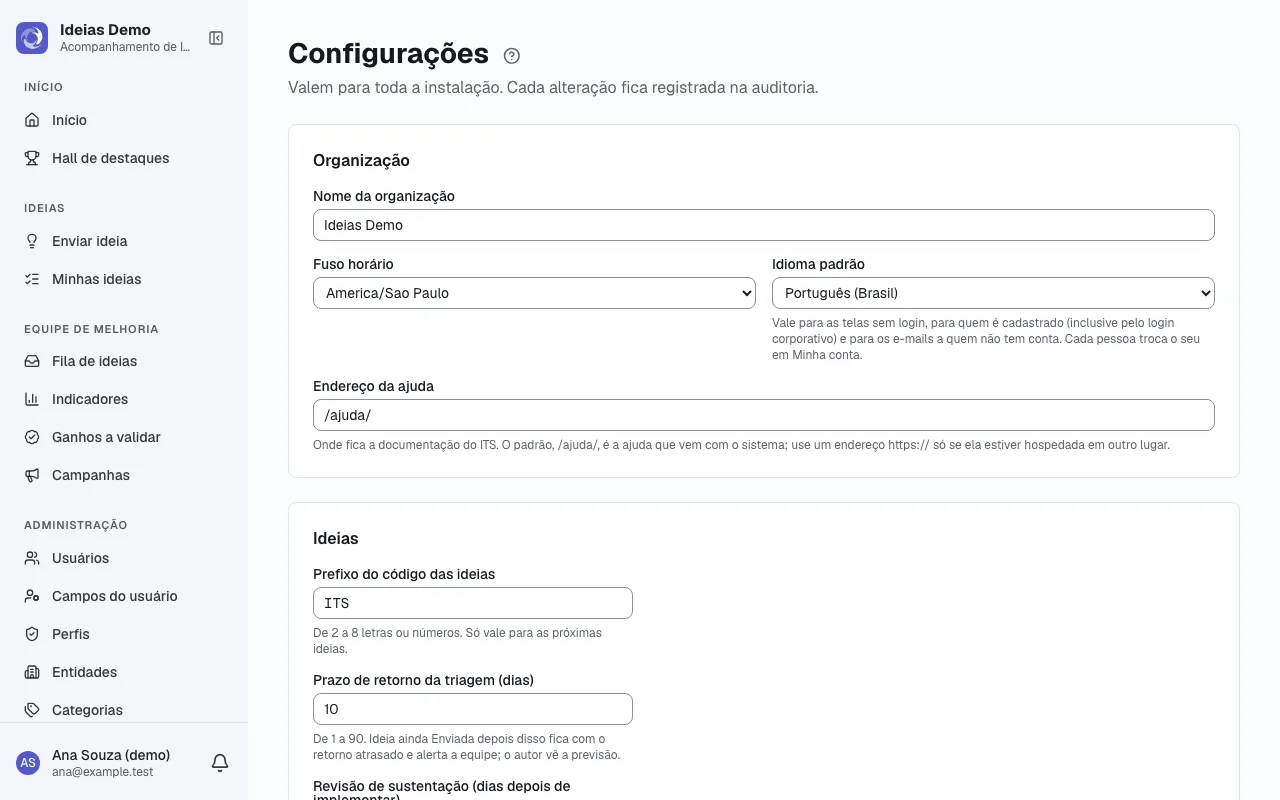 Ideias Demo
Acompanhamento de I...
INÍCIO
Início
Hall de destaques
IDEIAS
Enviar ideia
Minhas ideias
EQUIPE DE MELHORIA
Fila de ideias
Indicadores
Ganhos a validar
Campanhas
ADMINISTRAÇÃO
Usuários
Campos do usuário
Perfis
Entidades
Categorias
AS
Ana Souza (demo)
ana@example.test
Configurações
Valem para toda a instalação. Cada alteração fica registrada na auditoria.
Organização
Nome da organização
Ideias Demo
Fuso horário
America/Sao Paulo
Idioma padrão
Português (Brasil)
Vale para as telas sem login, para quem é cadastrado (inclusive pelo login
corporativo) e para os e-mails a quem não tem conta. Cada pessoa troca o seu
em Minha conta.
Endereço da ajuda
/ajuda/
Onde fica a documentação do ITS. O padrão, /ajuda/, é a ajuda que vem com o sistema; use um endereço https:// só se ela estiver hospedada em outro lugar.
Ideias
Prefixo do código das ideias
ITS
De 2 a 8 letras ou números. Só vale para as próximas
ideias.
Prazo de retorno da triagem (dias)
10
De 1 a 90. Ideia ainda Enviada depois disso fica com o
retorno atrasado e alerta a equipe; o autor vê a previsão.
Revisão de sustentação (dias depois de
implementar)